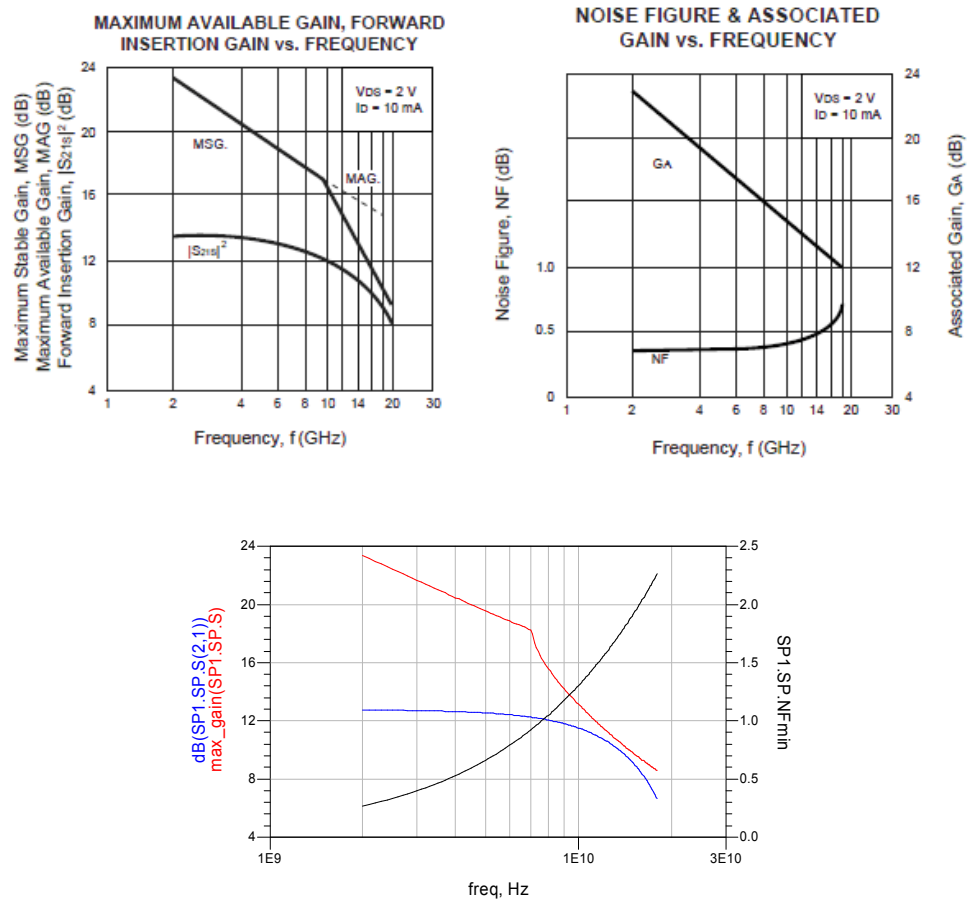 MAXIMUM AVAILABLE GAIN, FORWARD
INSERTION GAIN vs. FREQUENCY
Maximum Stable Gain, MSG (dB)
Maximum Available Gain, MAG (dB)
Forward Insertion Gain, |S21S|² (dB)
24
20
16
12
8
4
VDS = 2 V
ID = 10 mA
MSG.
MAG.
|S21S|²
1 2 4 6 8 10 14 20 30
Frequency, f (GHz)
NOISE FIGURE & ASSOCIATED
GAIN vs. FREQUENCY
Noise Figure, NF (dB)
1.0
0.5
0
VDS = 2 V
ID = 10 mA
GA
NF
24
20
16
12
8
4
Associated Gain, GA (dB)
1 2 4 6 8 10 14 20 30
Frequency, f (GHz)
dB(SP1.SP.S(2,1))
max_gain(SP1.SP.S)
24
20
16
12
8
4
2.5
2.0
1.5
1.0
0.5
0.0
SP1.SP.NFmin
1E9 1E10 3E10
freq, Hz